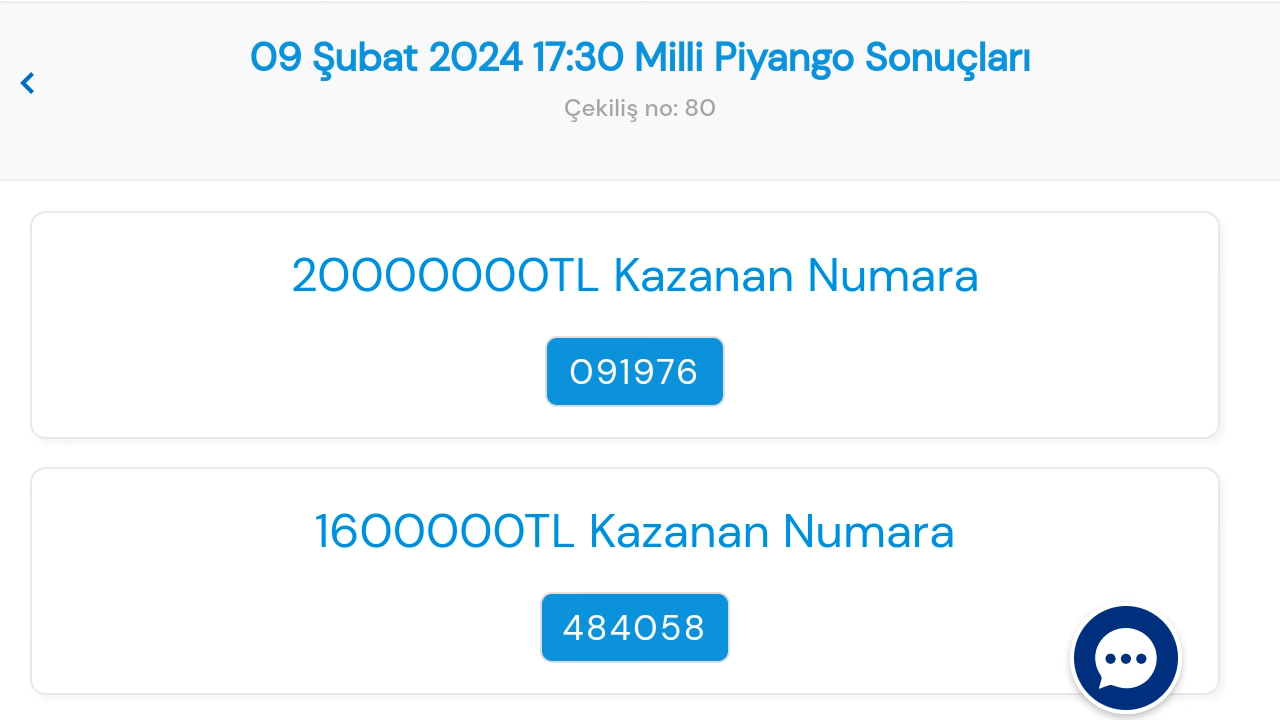 09 Şubat 2024 17:30 Milli Piyango Sonuçları
Çekiliş no: 80
20000000TL Kazanan Numara
091976
1600000TL Kazanan Numara
484058